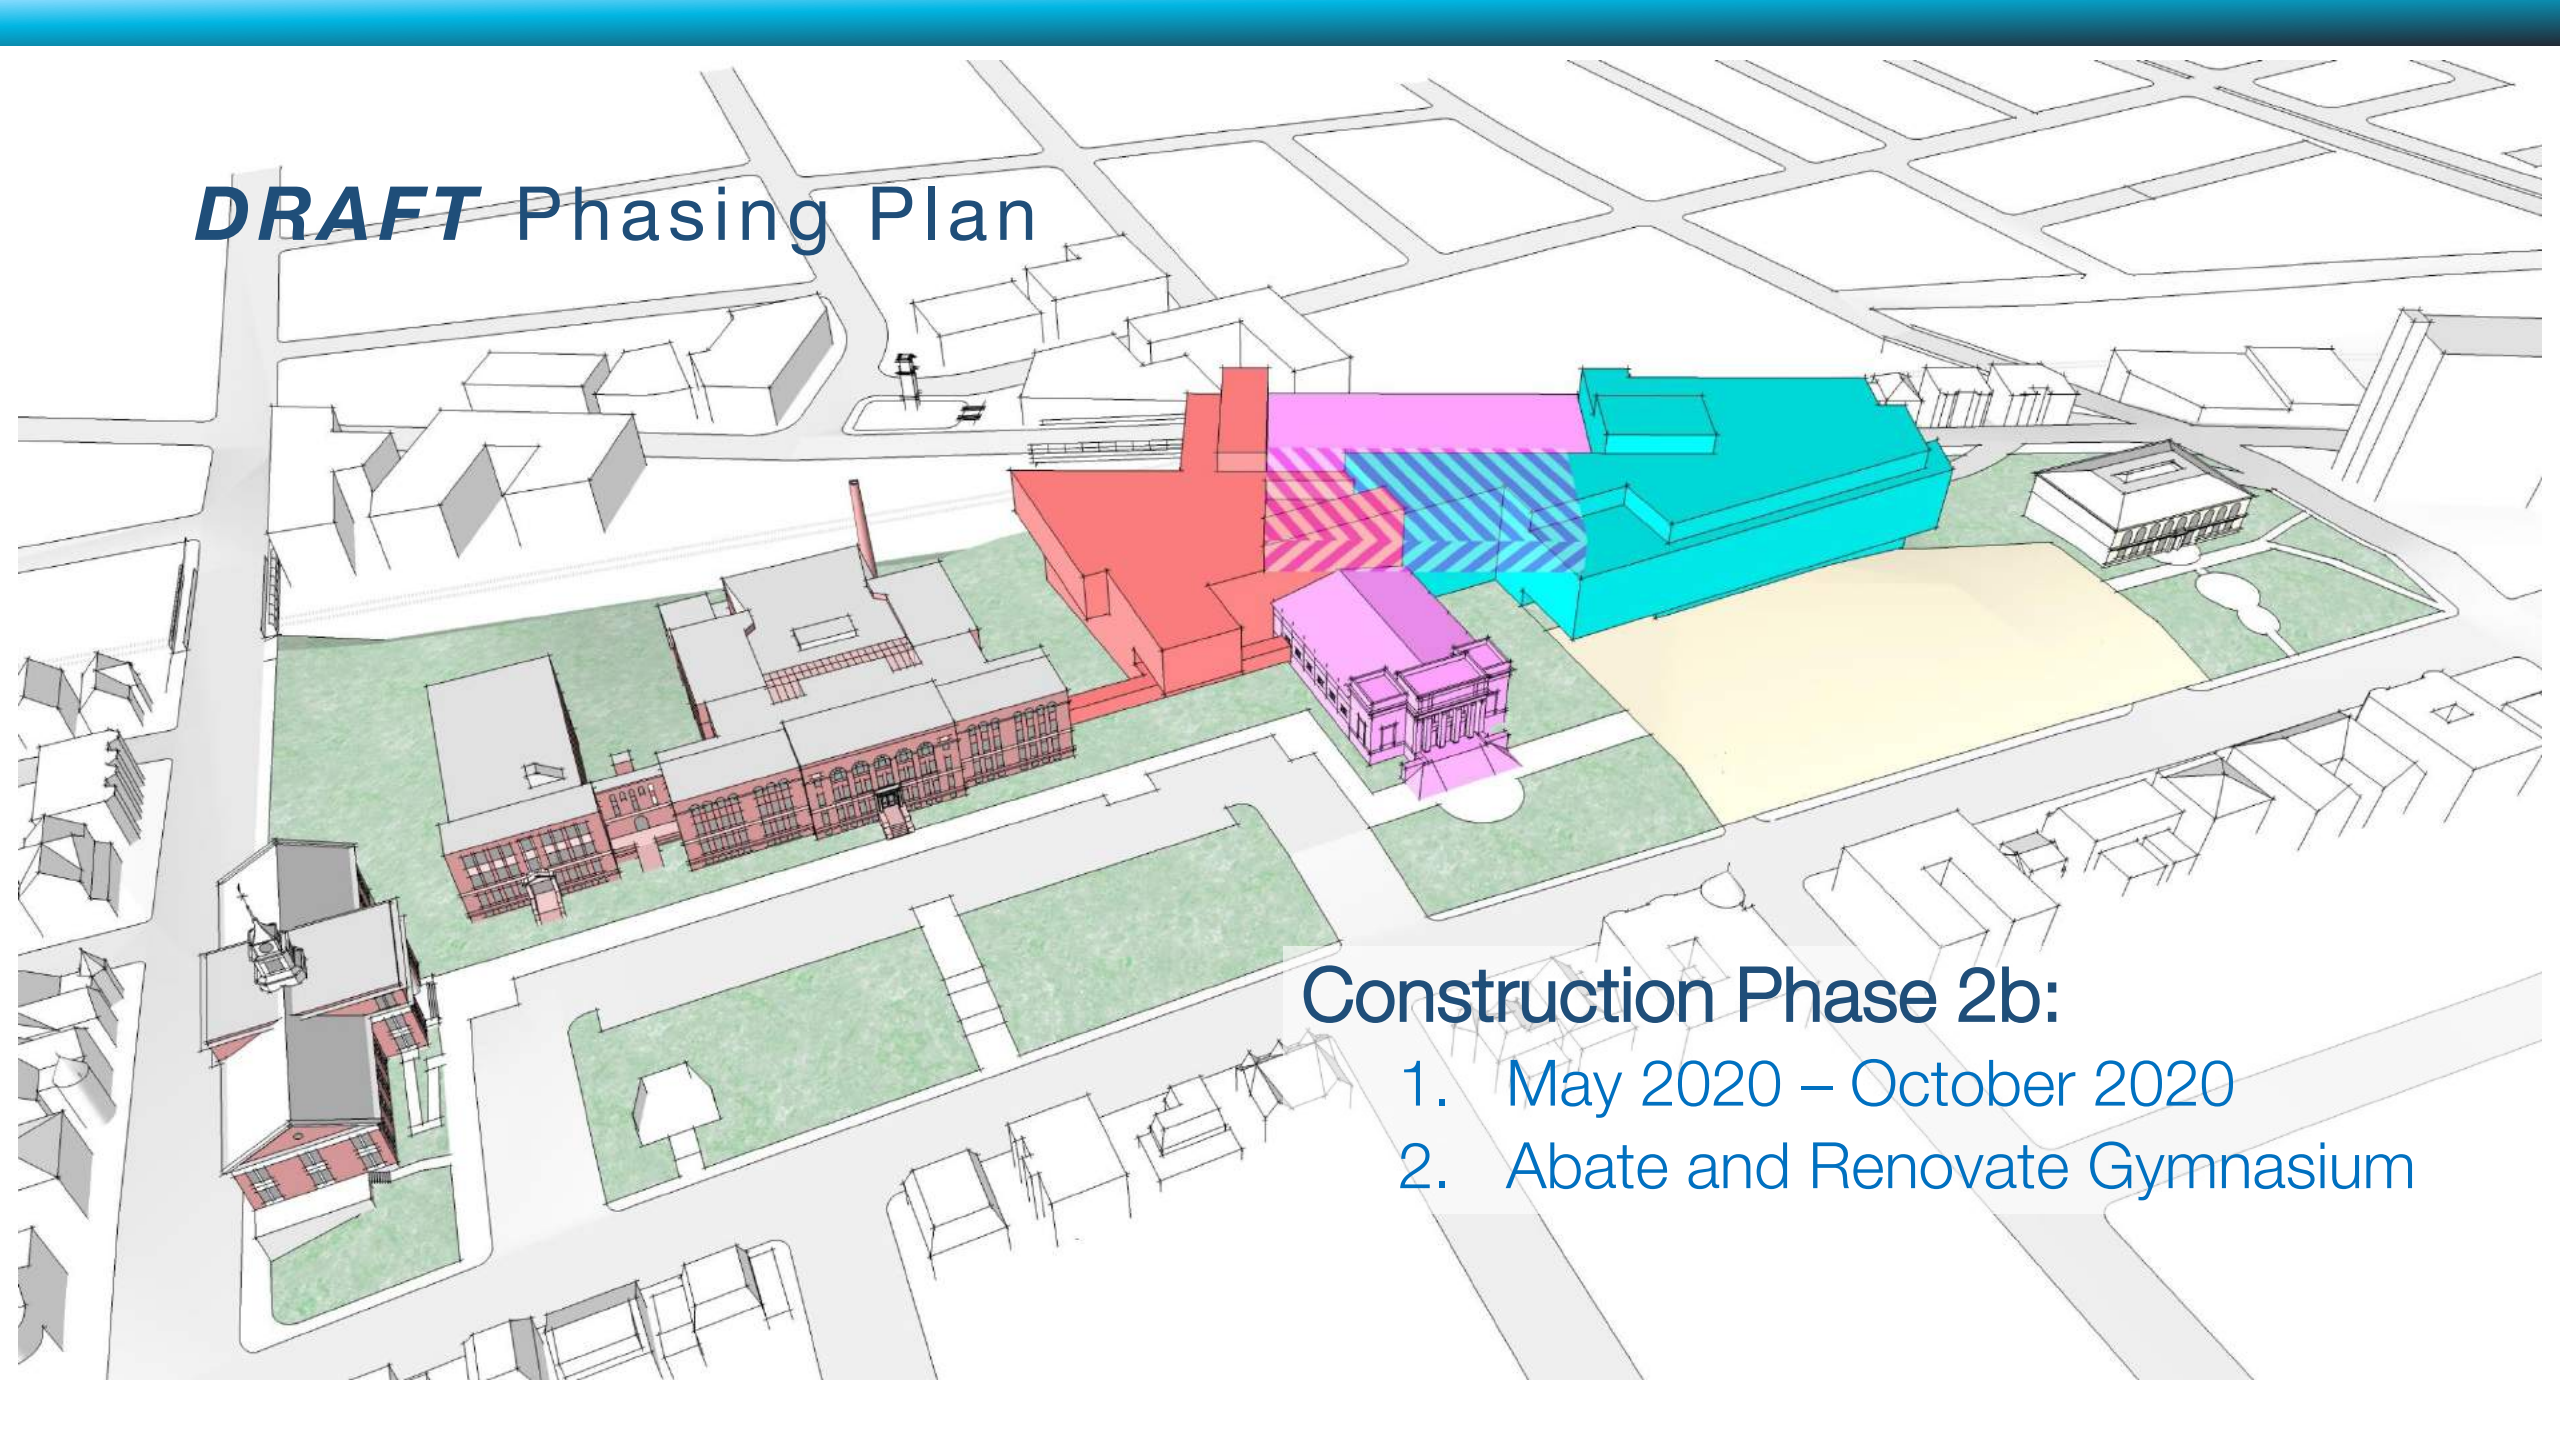 DRAFT Phasing Plan
Construction Phase 2b:
1. May 2020 – October 2020
2. Abate and Renovate Gymnasium